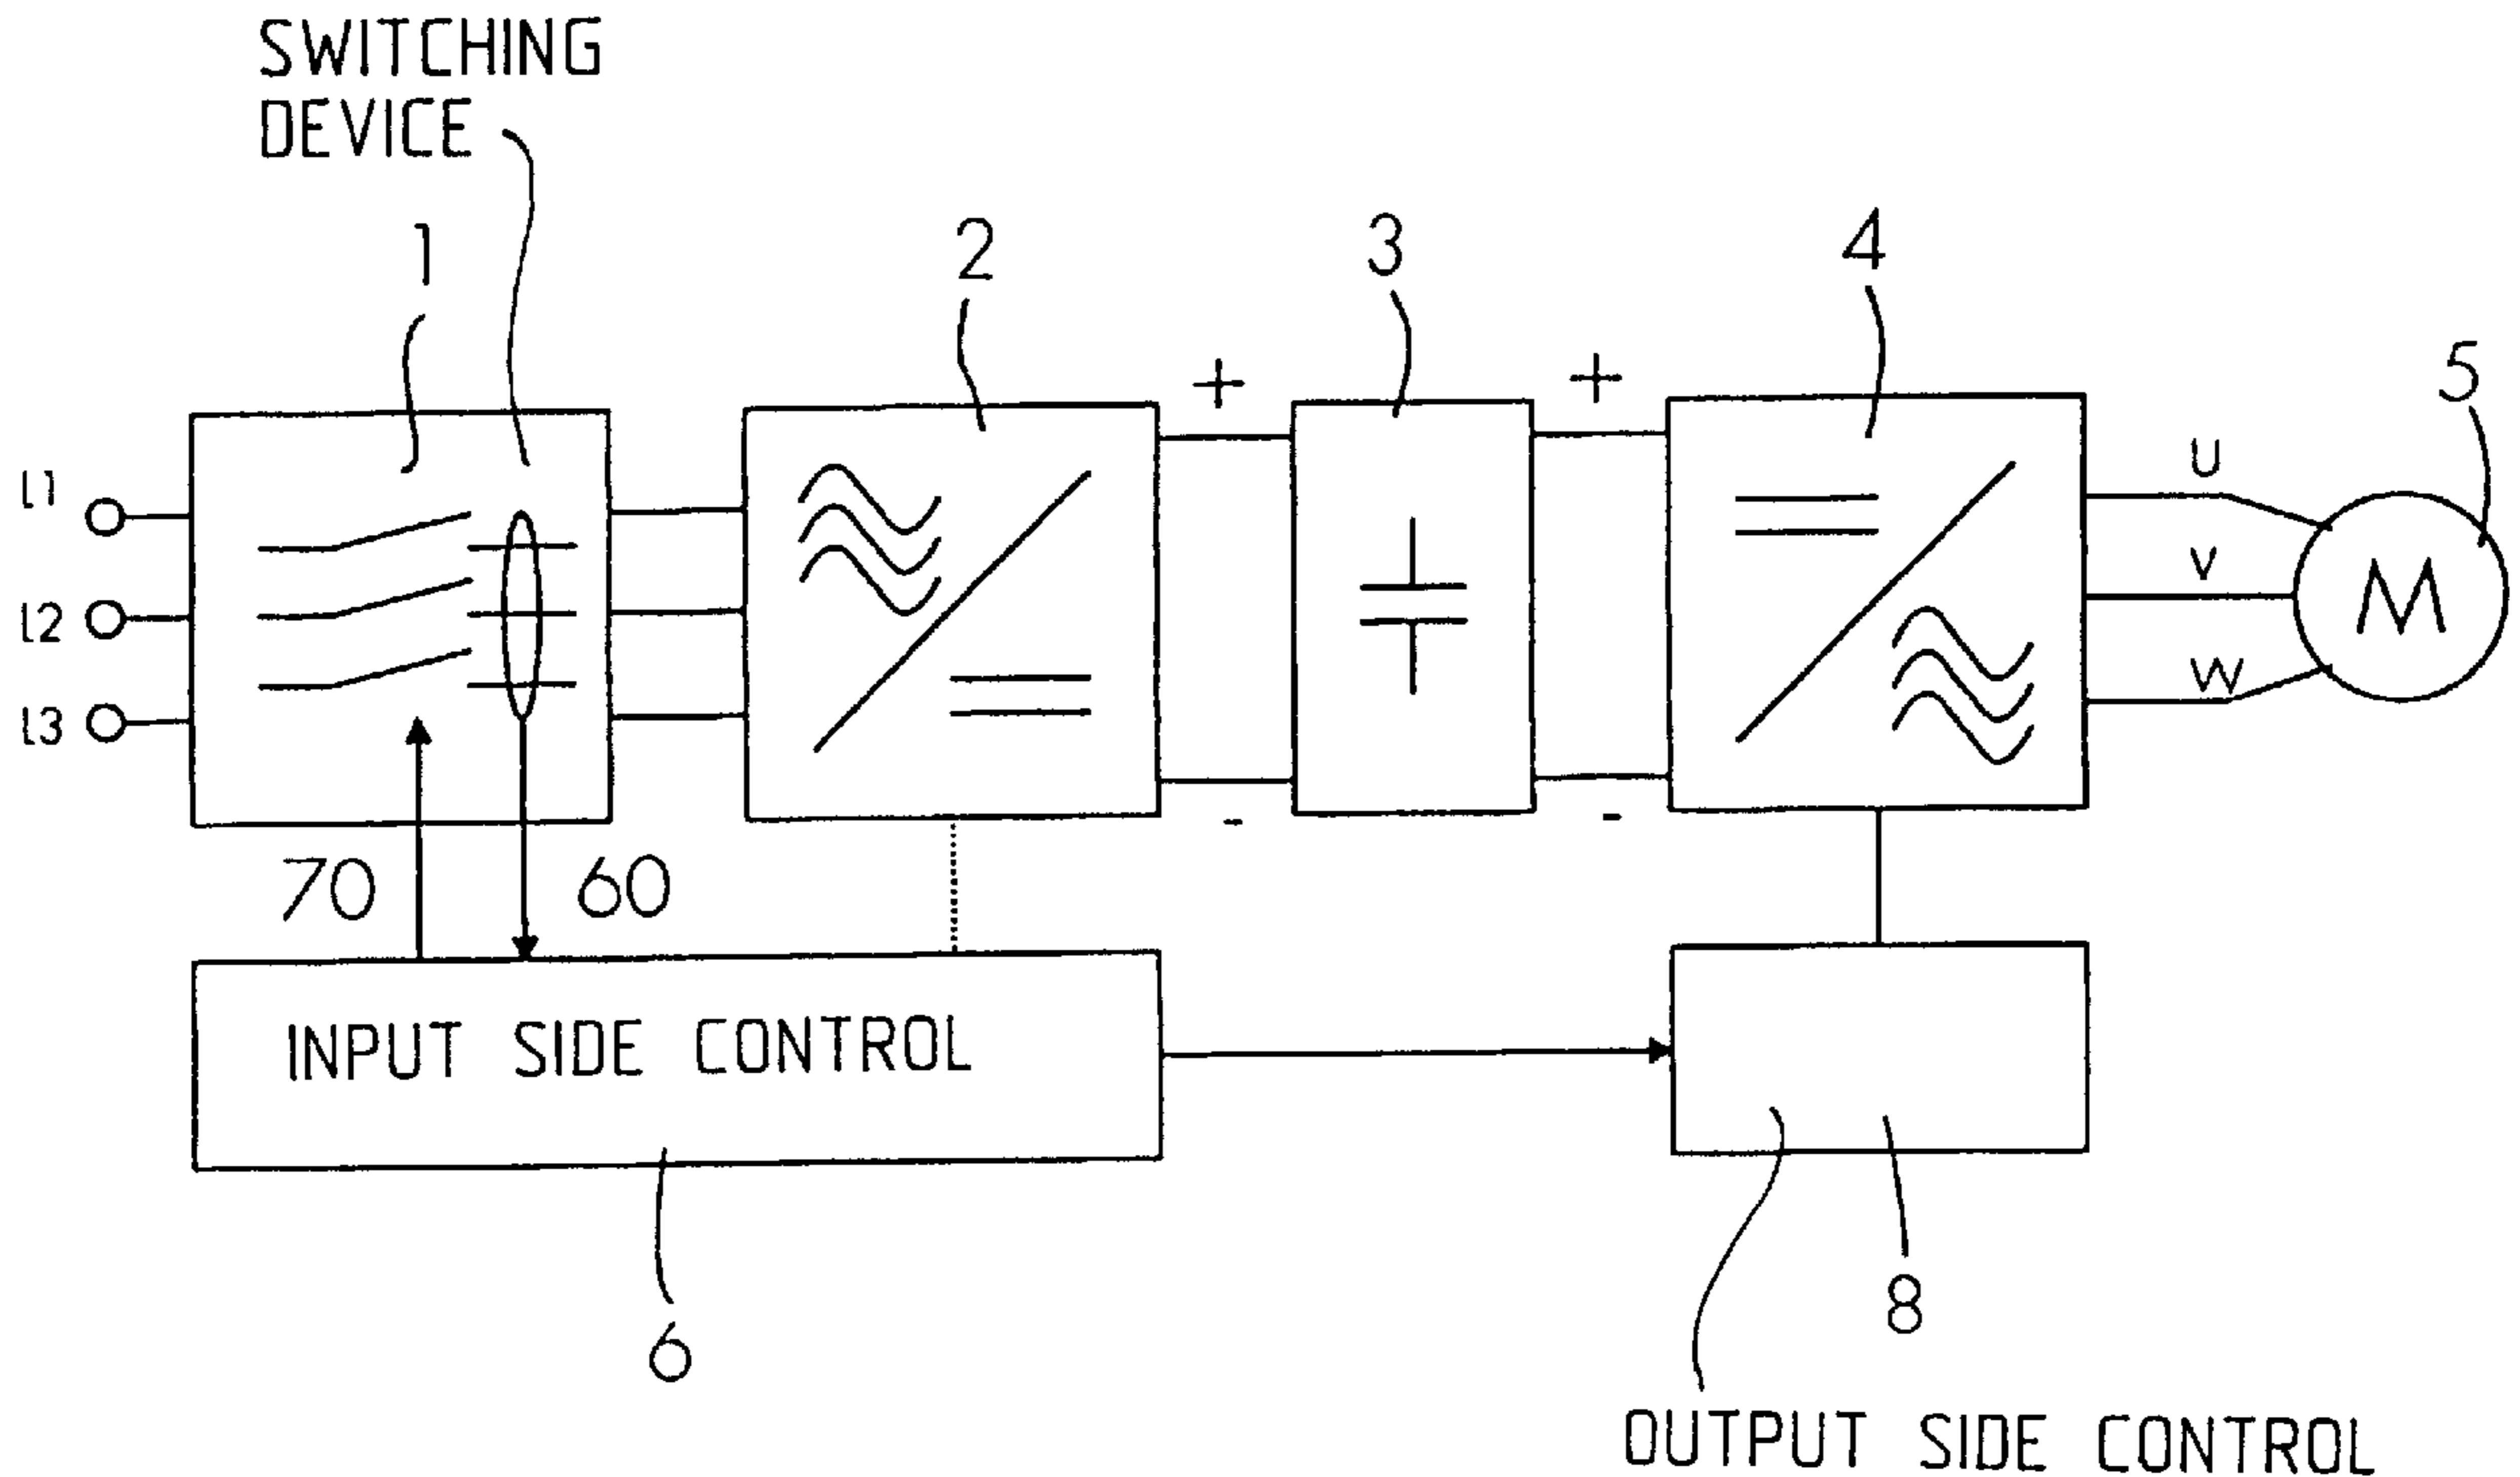 SWITCHING
DEVICE
1
2
3
4
5
+
+
L1
L2
L3
U
V
W
M
-
-
70
60
INPUT SIDE CONTROL
6
8
OUTPUT SIDE CONTROL